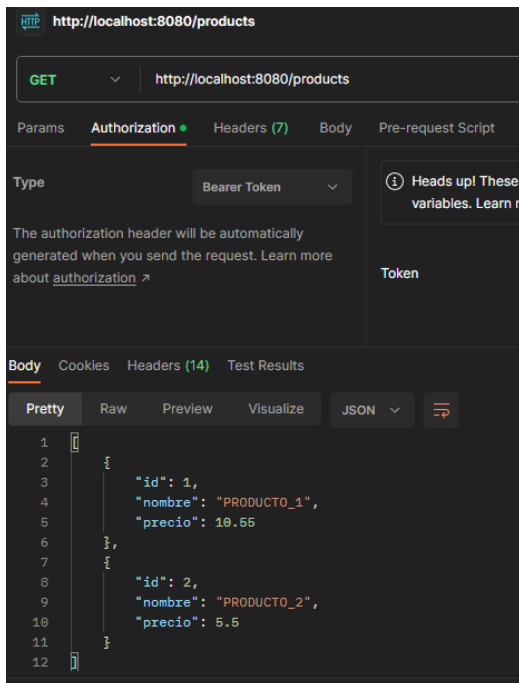 HTTP http://localhost:8080/products
GET http://localhost:8080/products
Params Authorization Headers (7) Body Pre-request Script
Type Bearer Token
Heads up! These
variables. Learn
The authorization header will be automatically
generated when you send the request. Learn more
about authorization ↗
Token
Body Cookies Headers (14) Test Results
Pretty Raw Preview Visualize JSON
1 [
2 {
3 "id": 1,
4 "nombre": "PRODUCTO_1",
5 "precio": 10.55
6 },
7 {
8 "id": 2,
9 "nombre": "PRODUCTO_2",
10 "precio": 5.5
11 }
12 ]